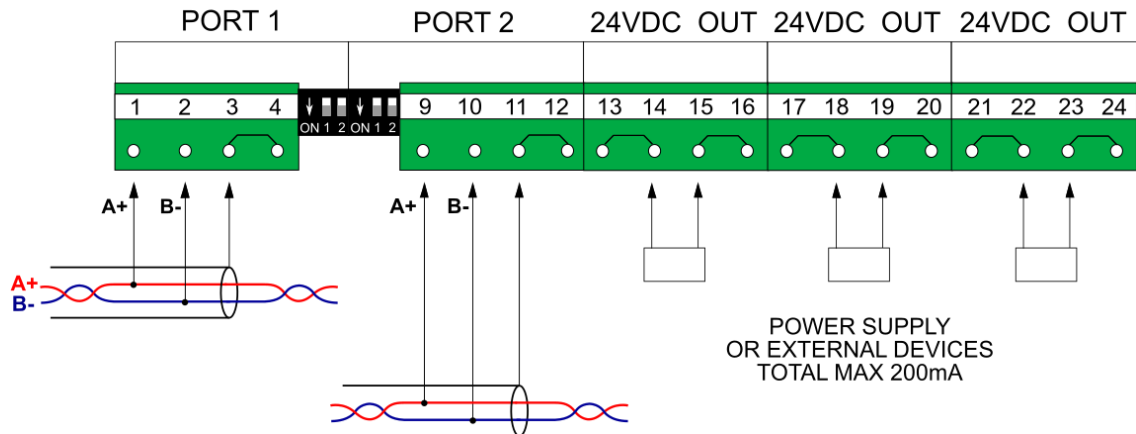 PORT 1 PORT 2 24VDC OUT 24VDC OUT 24VDC OUT
1 2 3 4 9 10 11 12 13 14 15 16 17 18 19 20 21 22 23 24
ON 1 2 ON 1 2
A+ B- A+ B-
A+
B-
POWER SUPPLY
OR EXTERNAL DEVICES
TOTAL MAX 200mA